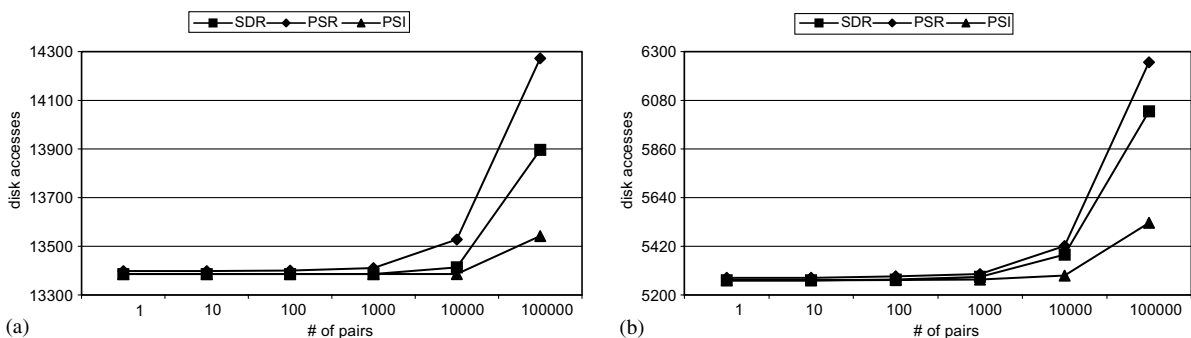 SDR PSR PSI
14300
14100
13900
13700
13500
13300
disk accesses
1 10 100 1000 10000 100000
# of pairs
(a)
SDR PSR PSI
6300
6080
5860
5640
5420
5200
disk accesses
1 10 100 1000 10000 100000
# of pairs
(b)